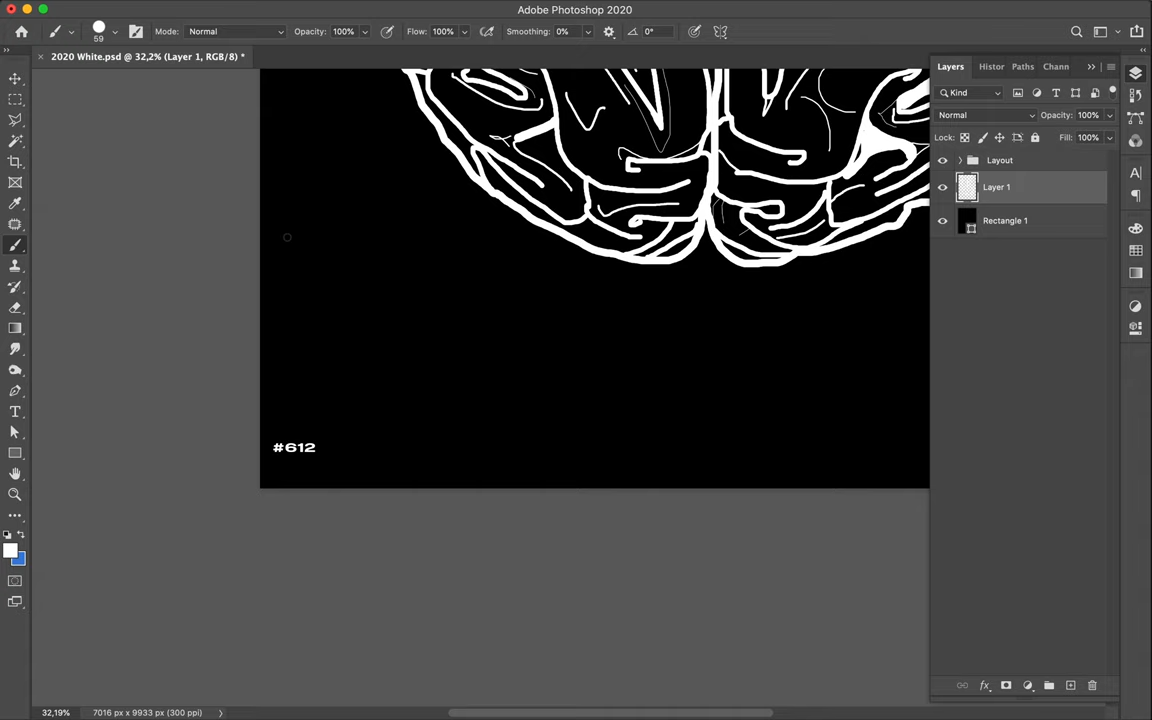 Adobe Photoshop 2020
59
Mode: Normal
Opacity: 100%
Flow: 100%
Smoothing: 0%
0°
2020 White.psd @ 32,2% (Layer 1, RGB/8) *
Layers Histor Paths Chann
Kind
Normal
Opacity: 100%
Lock:
Fill: 100%
Layout
Layer 1
Rectangle 1
#612
32,19%
7016 px x 9933 px (300 ppi)